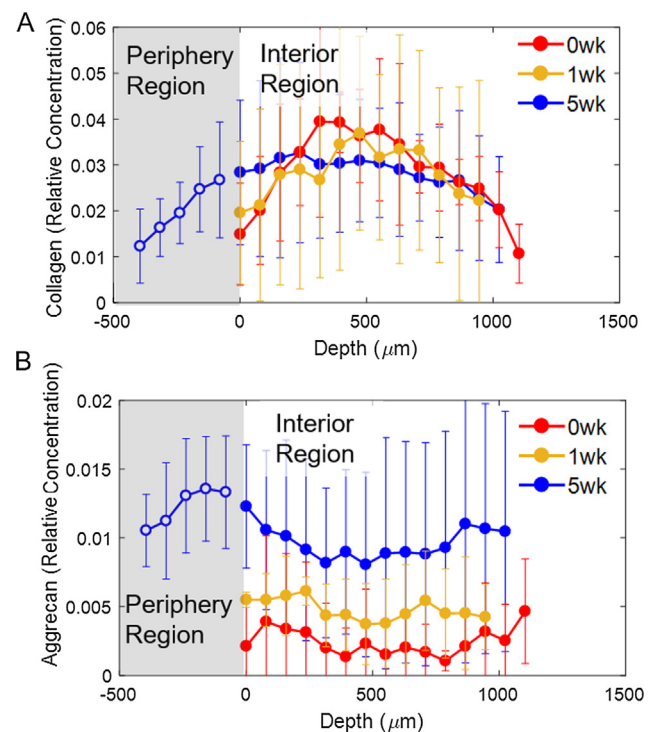 A
Periphery
Region
Interior
Region
0wk
1wk
5wk
0.06
0.05
0.04
0.03
0.02
0.01
0
-500
0
500
1000
1500
Collagen (Relative Concentration)
Depth (μm)
B
Interior
Region
0wk
1wk
5wk
Periphery
Region
0.02
0.015
0.01
0.005
0
-500
0
500
1000
1500
Aggrecan (Relative Concentration)
Depth (μm)